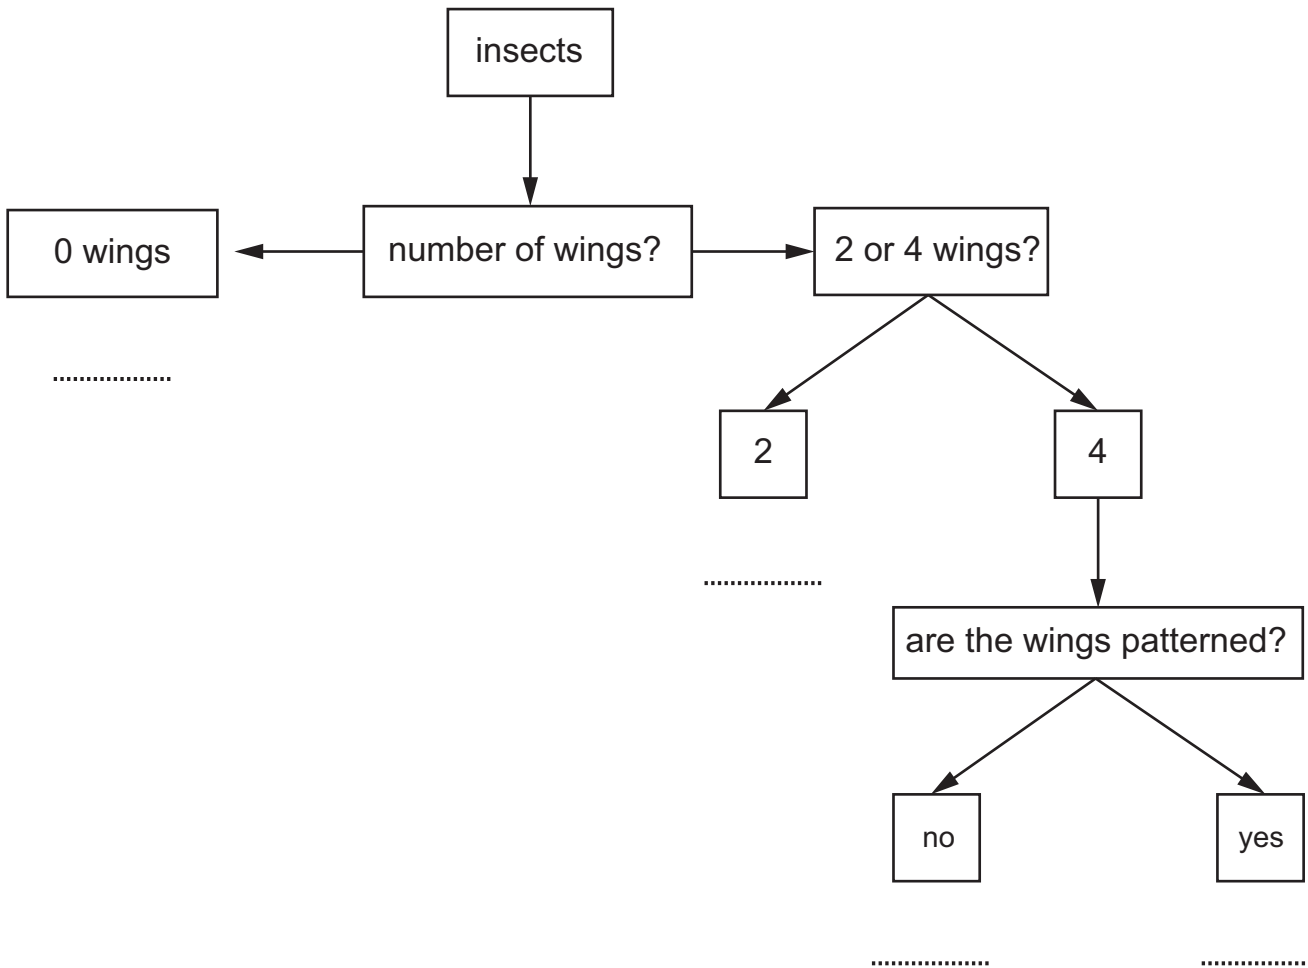 insects
0 wings
number of wings?
2 or 4 wings?
2
4
are the wings patterned?
no
yes